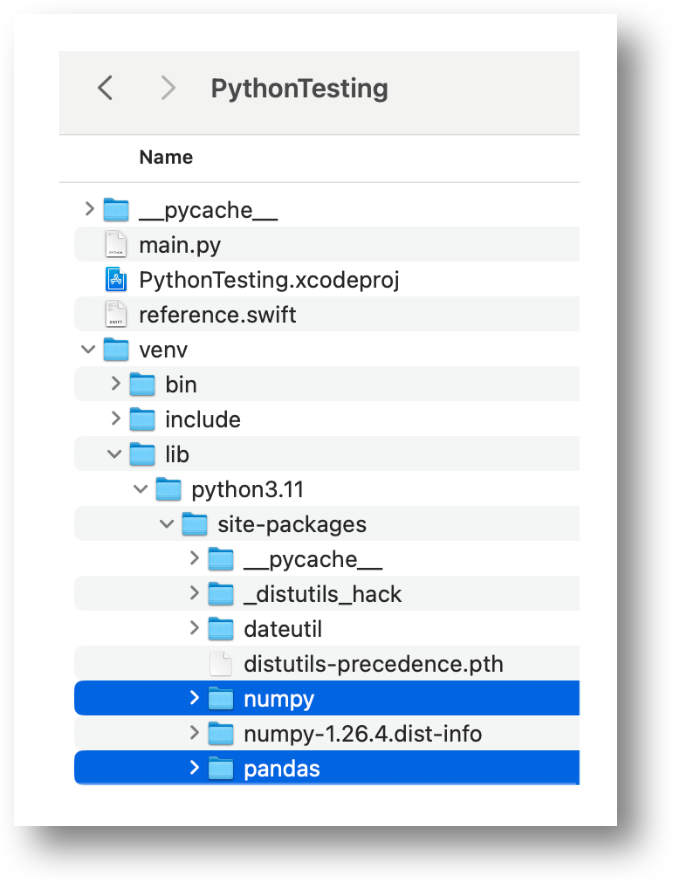 PythonTesting
Name
__pycache__
main.py
PythonTesting.xcodeproj
reference.swift
venv
bin
include
lib
python3.11
site-packages
__pycache__
_distutils_hack
dateutil
distutils-precedence.pth
numpy
numpy-1.26.4.dist-info
pandas